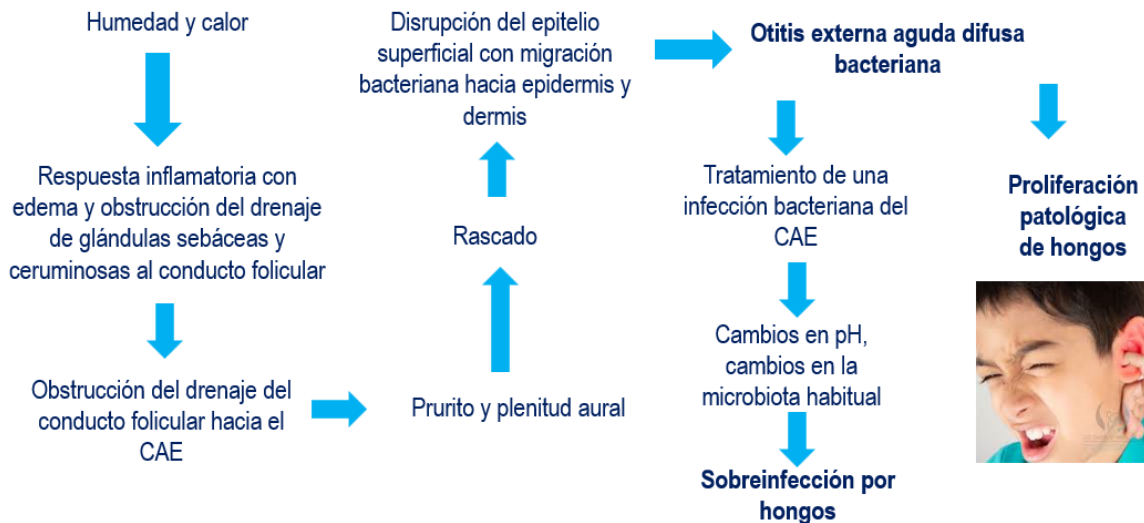 Humedad y calor
Respuesta inflamatoria con
edema y obstrucción del drenaje
de glándulas sebáceas y
ceruminosas al conducto folicular
Obstrucción del drenaje del
conducto folicular hacia el
CAE
Prurito y plenitud aural
Rascado
Disrupción del epitelio
superficial con migración
bacteriana hacia epidermis y
dermis
Otitis externa aguda difusa
bacteriana
Tratamiento de una
infección bacteriana del
CAE
Cambios en pH,
cambios en la
microbiota habitual
Sobreinfección por
hongos
Proliferación
patológica
de hongos